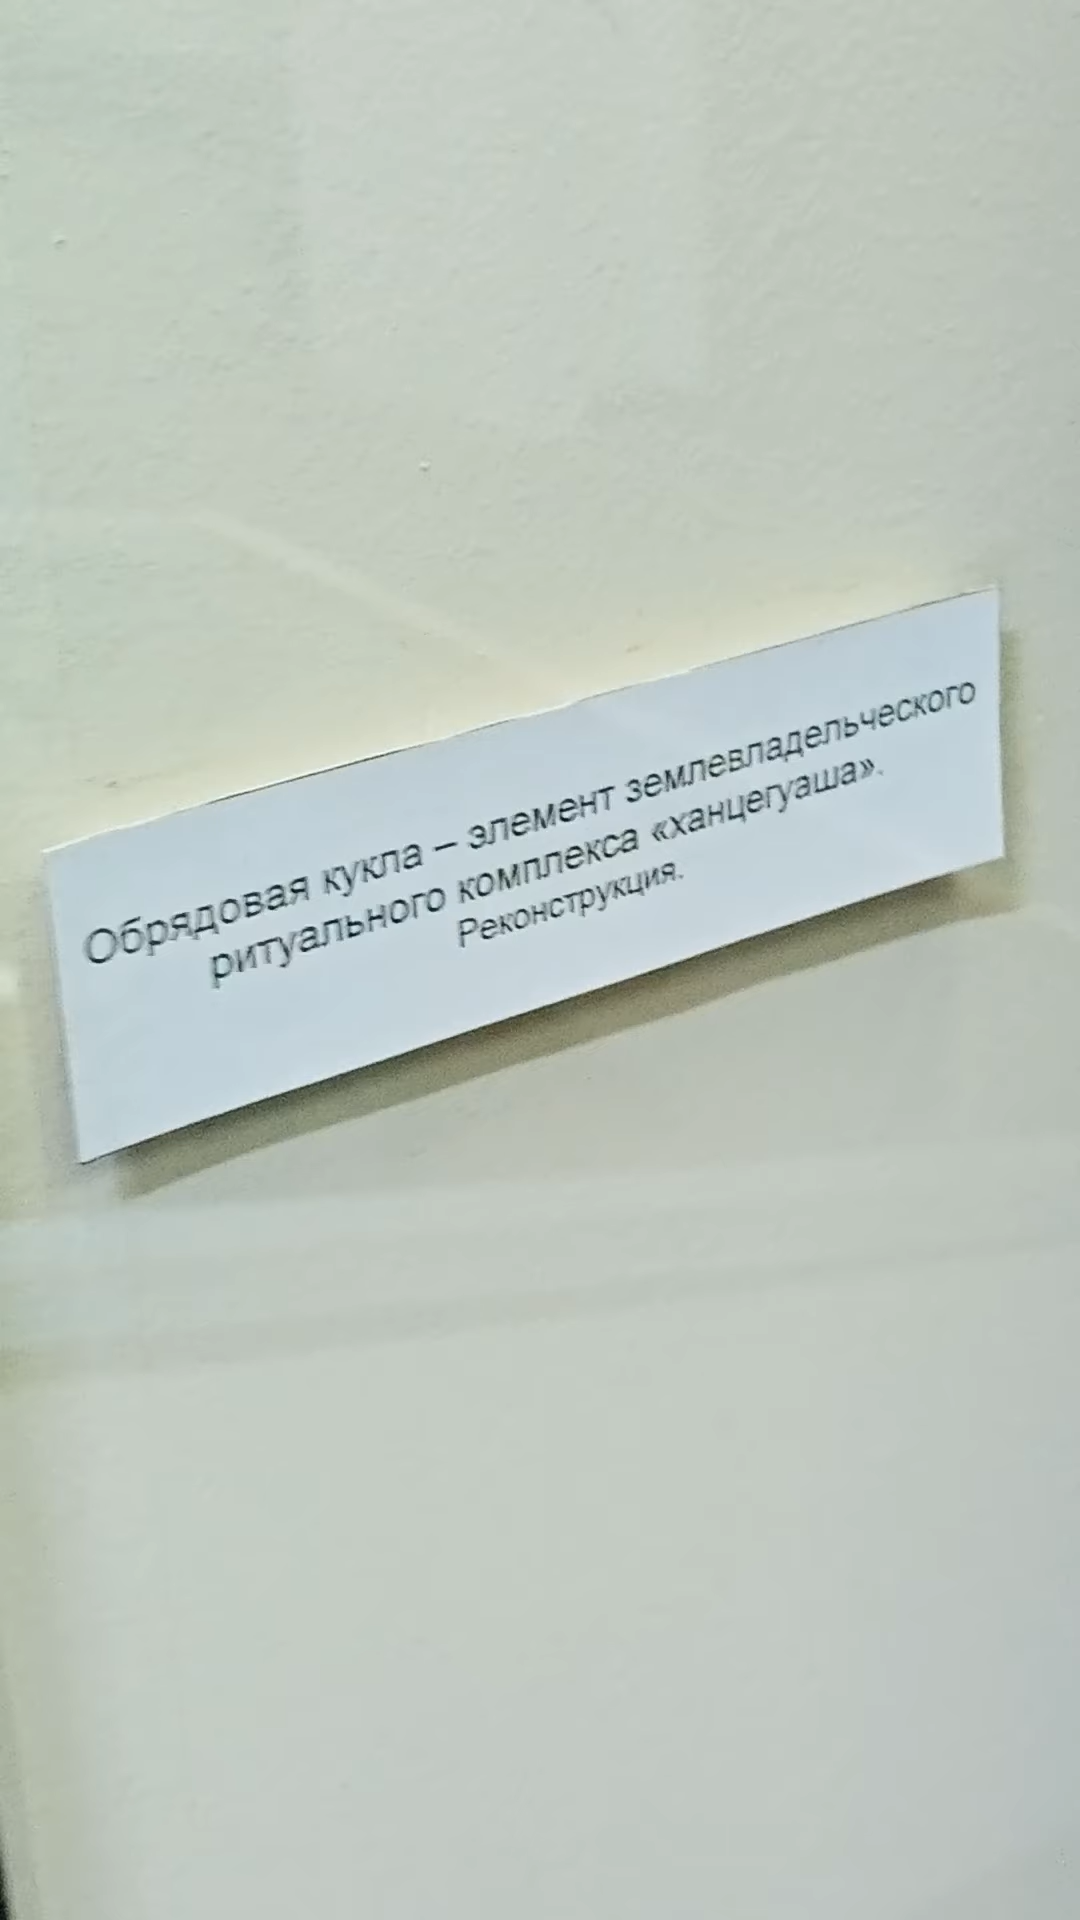 Обрядовая кукла – элемент землевладельческого
ритуального комплекса «ханцегуаша».
Реконструкция.